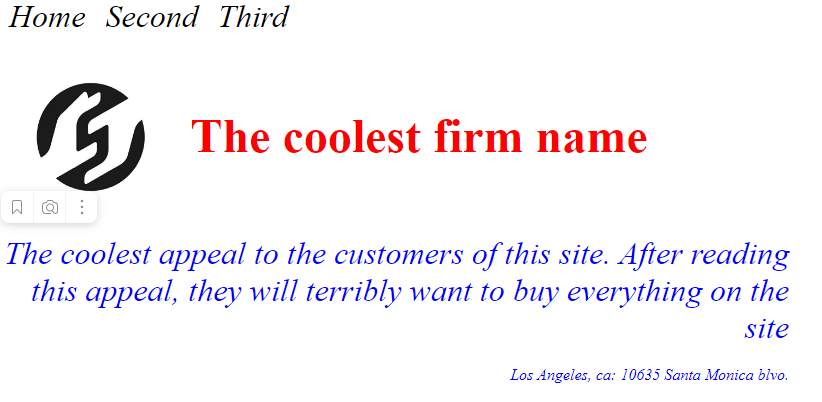 Home Second Third
The coolest firm name
The coolest appeal to the customers of this site. After reading
this appeal, they will terribly want to buy everything on the
site
Los Angeles, ca: 10635 Santa Monica blvo.